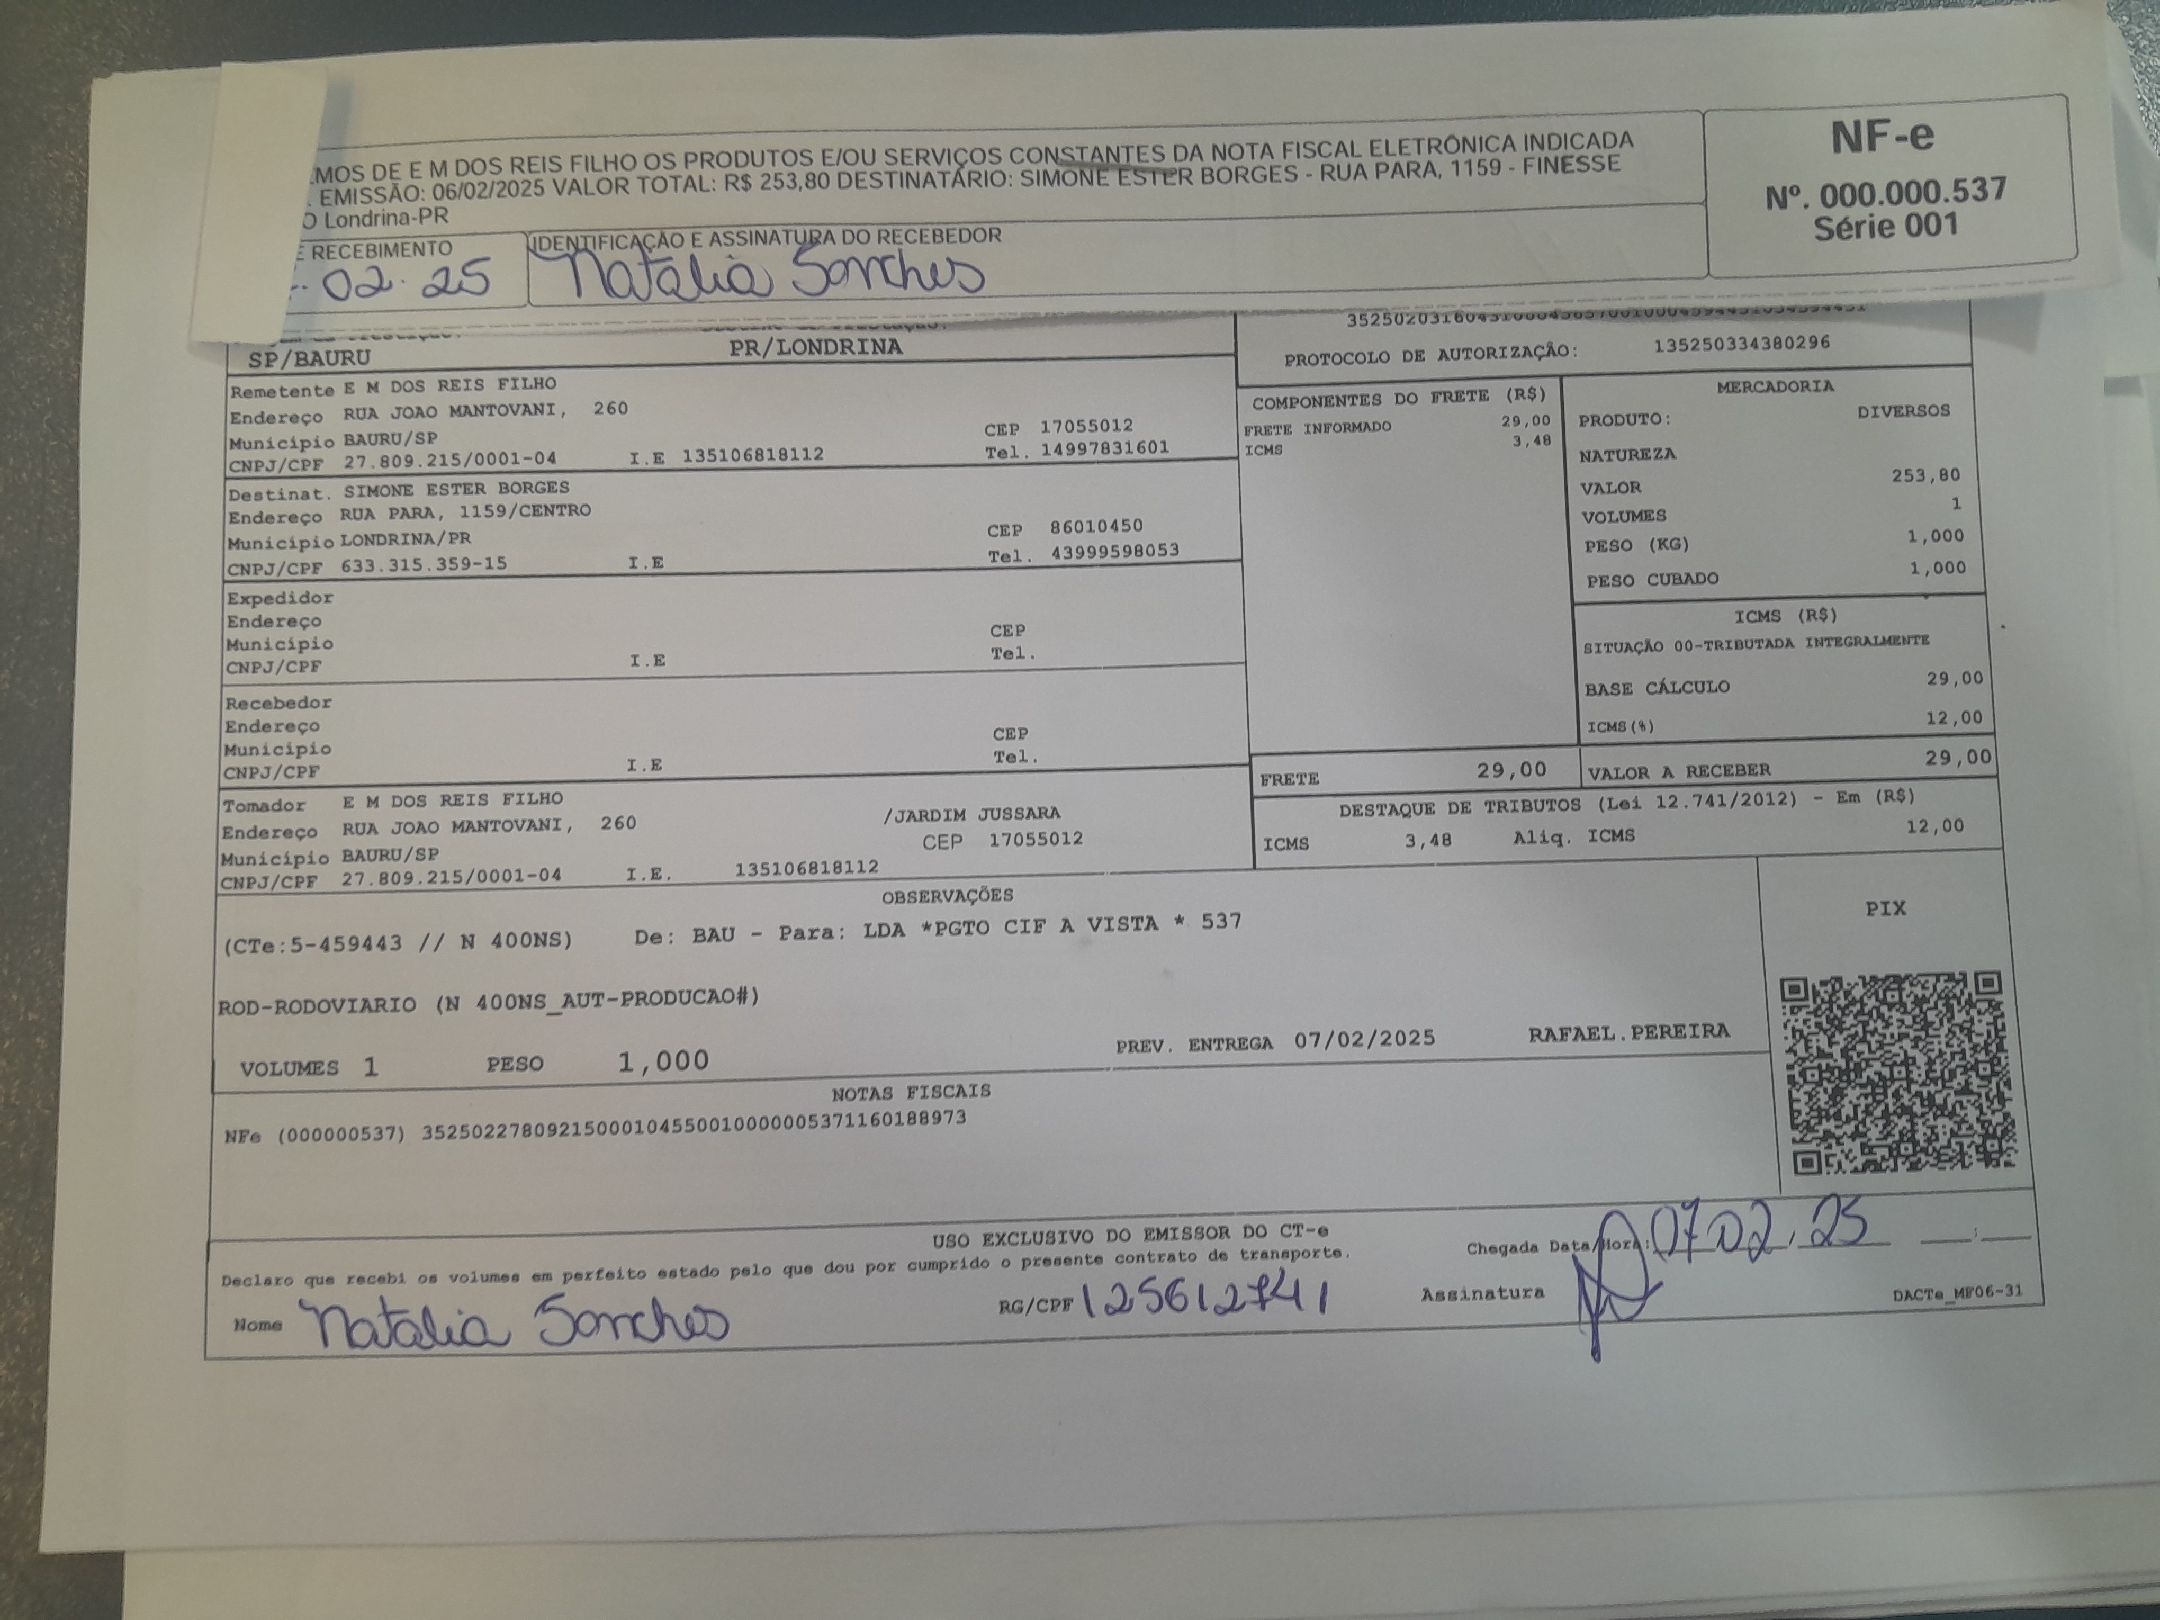 MOS DE E M DOS REIS FILHO OS PRODUTOS E/OU SERVIÇOS CONSTANTES DA NOTA FISCAL ELETRÔNICA INDICADA
EMISSÃO: 06/02/2025 VALOR TOTAL: R$ 253,80 DESTINATÁRIO: SIMONE ESTER BORGES - RUA PARA, 1159 - FINESSE
O Londrina-PR
NF-e
Nº. 000.000.537
Série 001
E RECEBIMENTO
02.25
IDENTIFICAÇÃO E ASSINATURA DO RECEBEDOR
Natalia Sanches
SP/BAURU PR/LONDRINA
PROTOCOLO DE AUTORIZAÇÃO: 135250334380296
Remetente E M DOS REIS FILHO
Endereço RUA JOAO MANTOVANI, 260
Município BAURU/SP CEP 17055012
CNPJ/CPF 27.809.215/0001-04 I.E 135106818112 Tel. 14997831601
Destinat. SIMONE ESTER BORGES
Endereço RUA PARA, 1159/CENTRO
Município LONDRINA/PR CEP 86010450
CNPJ/CPF 633.315.359-15 I.E Tel. 43999598053
Expedidor
Endereço
Município CEP
CNPJ/CPF I.E Tel.
Recebedor
Endereço
Município CEP
CNPJ/CPF I.E Tel.
Tomador E M DOS REIS FILHO
Endereço RUA JOAO MANTOVANI, 260 /JARDIM JUSSARA
Município BAURU/SP CEP 17055012
CNPJ/CPF 27.809.215/0001-04 I.E. 135106818112
COMPONENTES DO FRETE (R$)
FRETE INFORMADO 29,00
ICMS 3,48
MERCADORIA
PRODUTO: DIVERSOS
NATUREZA
VALOR 253,80
VOLUMES 1
PESO (KG) 1,000
PESO CUBADO 1,000
ICMS (R$)
SITUAÇÃO 00-TRIBUTADA INTEGRALMENTE
BASE CÁLCULO 29,00
ICMS(%) 12,00
FRETE 29,00 VALOR A RECEBER 29,00
DESTAQUE DE TRIBUTOS (Lei 12.741/2012) - Em (R$)
ICMS 3,48 Aliq. ICMS 12,00
OBSERVAÇÕES
(CTe:5-459443 // N 400NS) De: BAU - Para: LDA *PGTO CIF A VISTA * 537
ROD-RODOVIARIO (N 400NS_AUT-PRODUCAO#)
VOLUMES 1 PESO 1,000 PREV. ENTREGA 07/02/2025 RAFAEL.PEREIRA
PIX
NOTAS FISCAIS
NFe (000000537) 35250227809215000104550010000005371160188973
USO EXCLUSIVO DO EMISSOR DO CT-e
Declaro que recebi os volumes em perfeito estado pelo que dou por cumprido o presente contrato de transporte.
Chegada Data/Hora: 07.02.25 __:__
Nome Natalia Sanches RG/CPF 125612741 Assinatura
DACTe_MF06-31